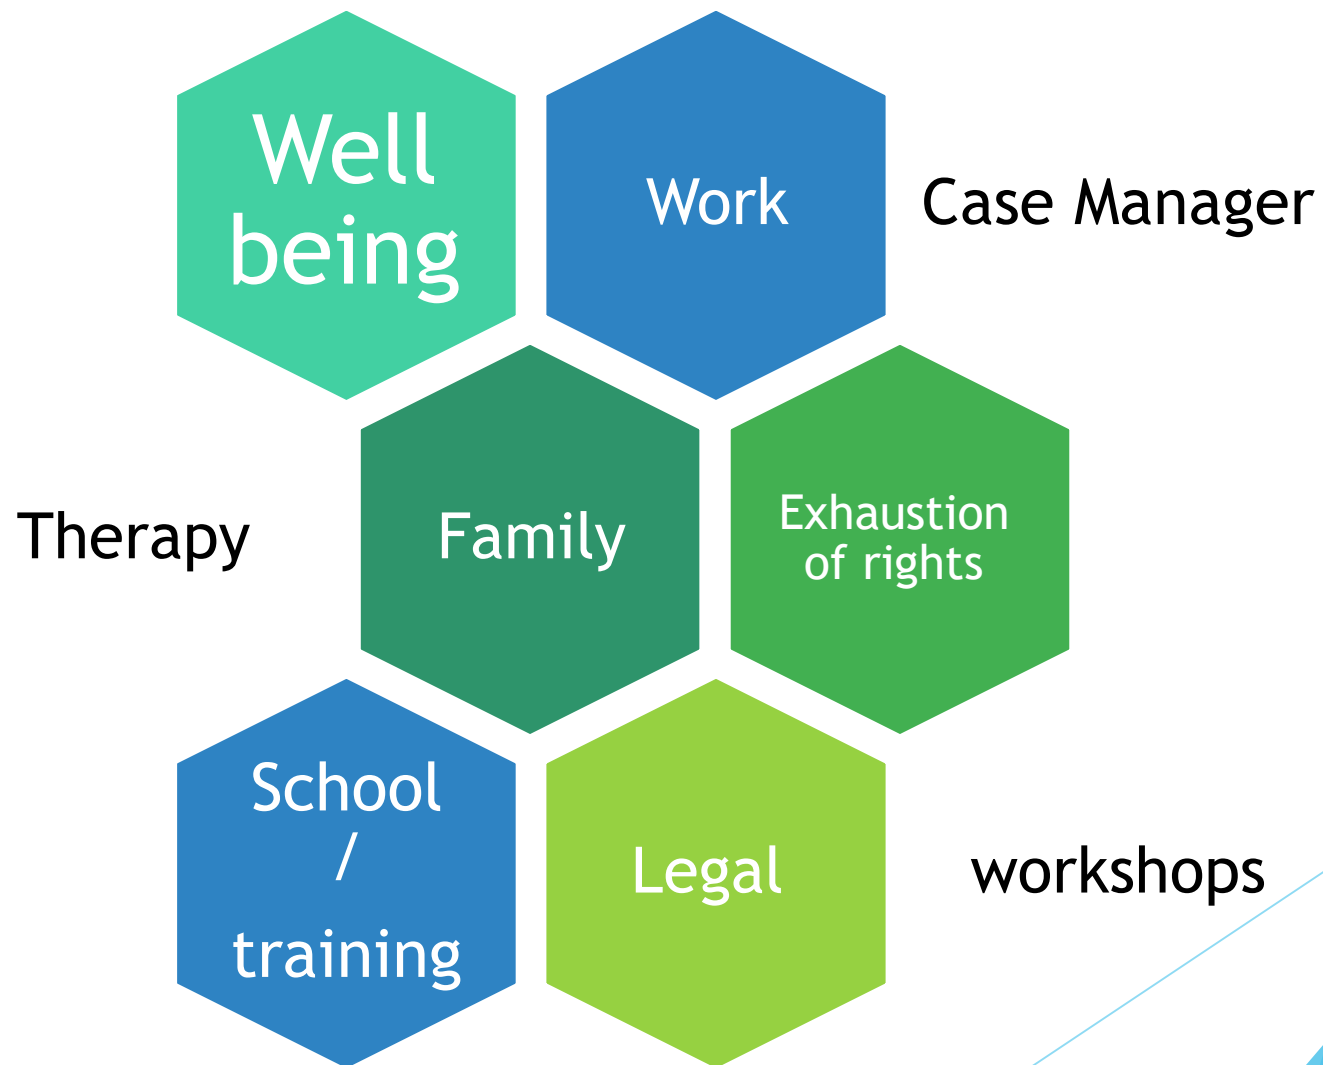 Well
being
Work
Case Manager
Therapy
Family
Exhaustion
of rights
School
/
training
Legal
workshops